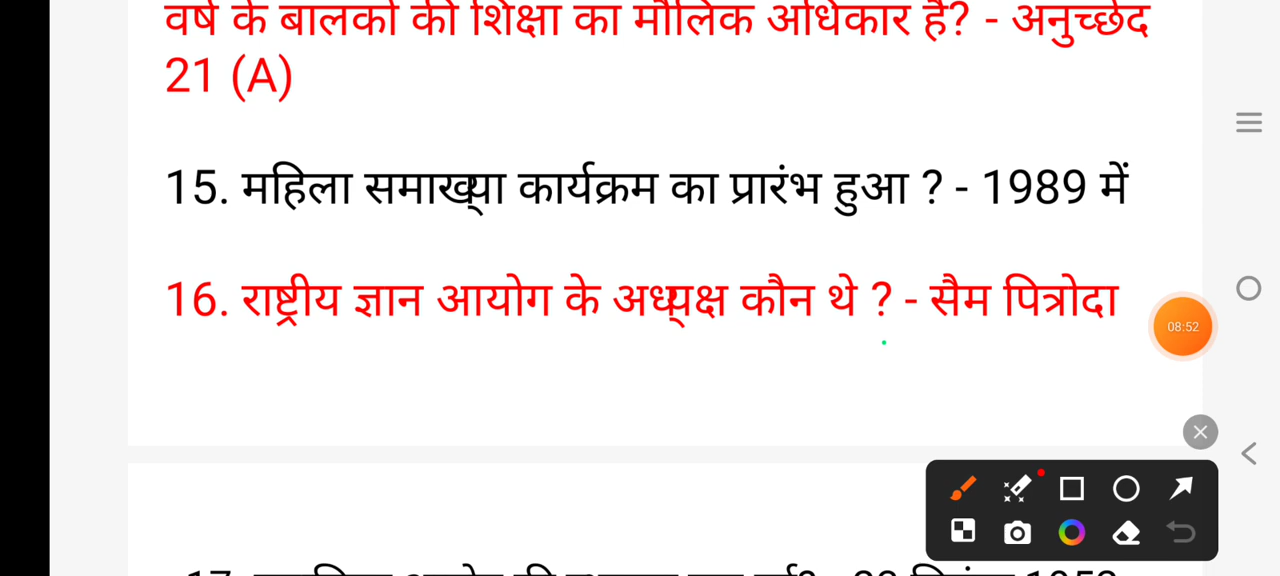 वर्ष के बालकों की शिक्षा का मौलिक अधिकार है? - अनुच्छेद
21 (A)
15. महिला समाख्या कार्यक्रम का प्रारंभ हुआ ? - 1989 में
16. राष्ट्रीय ज्ञान आयोग के अध्यक्ष कौन थे ? - सैम पित्रोदा
08:52